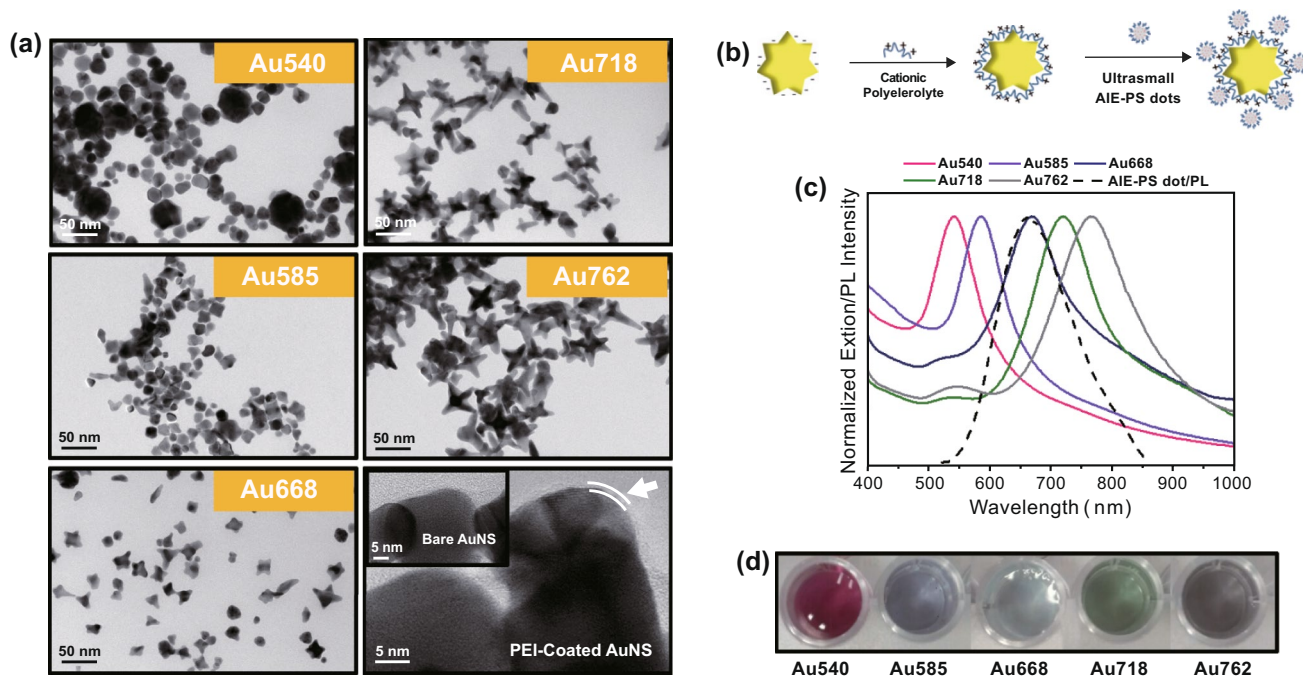 (a)
Au540
50 nm
Au718
50 nm
Au585
50 nm
Au762
50 nm
Au668
50 nm
Bare AuNS
5 nm
PEI-Coated AuNS
5 nm
(b)
Cationic
Polyelerolyte
Ultrasmall
AIE-PS dots
(c)
Au540 Au585 Au668
Au718 Au762 AIE-PS dot/PL
Normalized Extion/PL Intensity
400 500 600 700 800 900 1000
Wavelength ( nm)
(d)
Au540 Au585 Au668 Au718 Au762